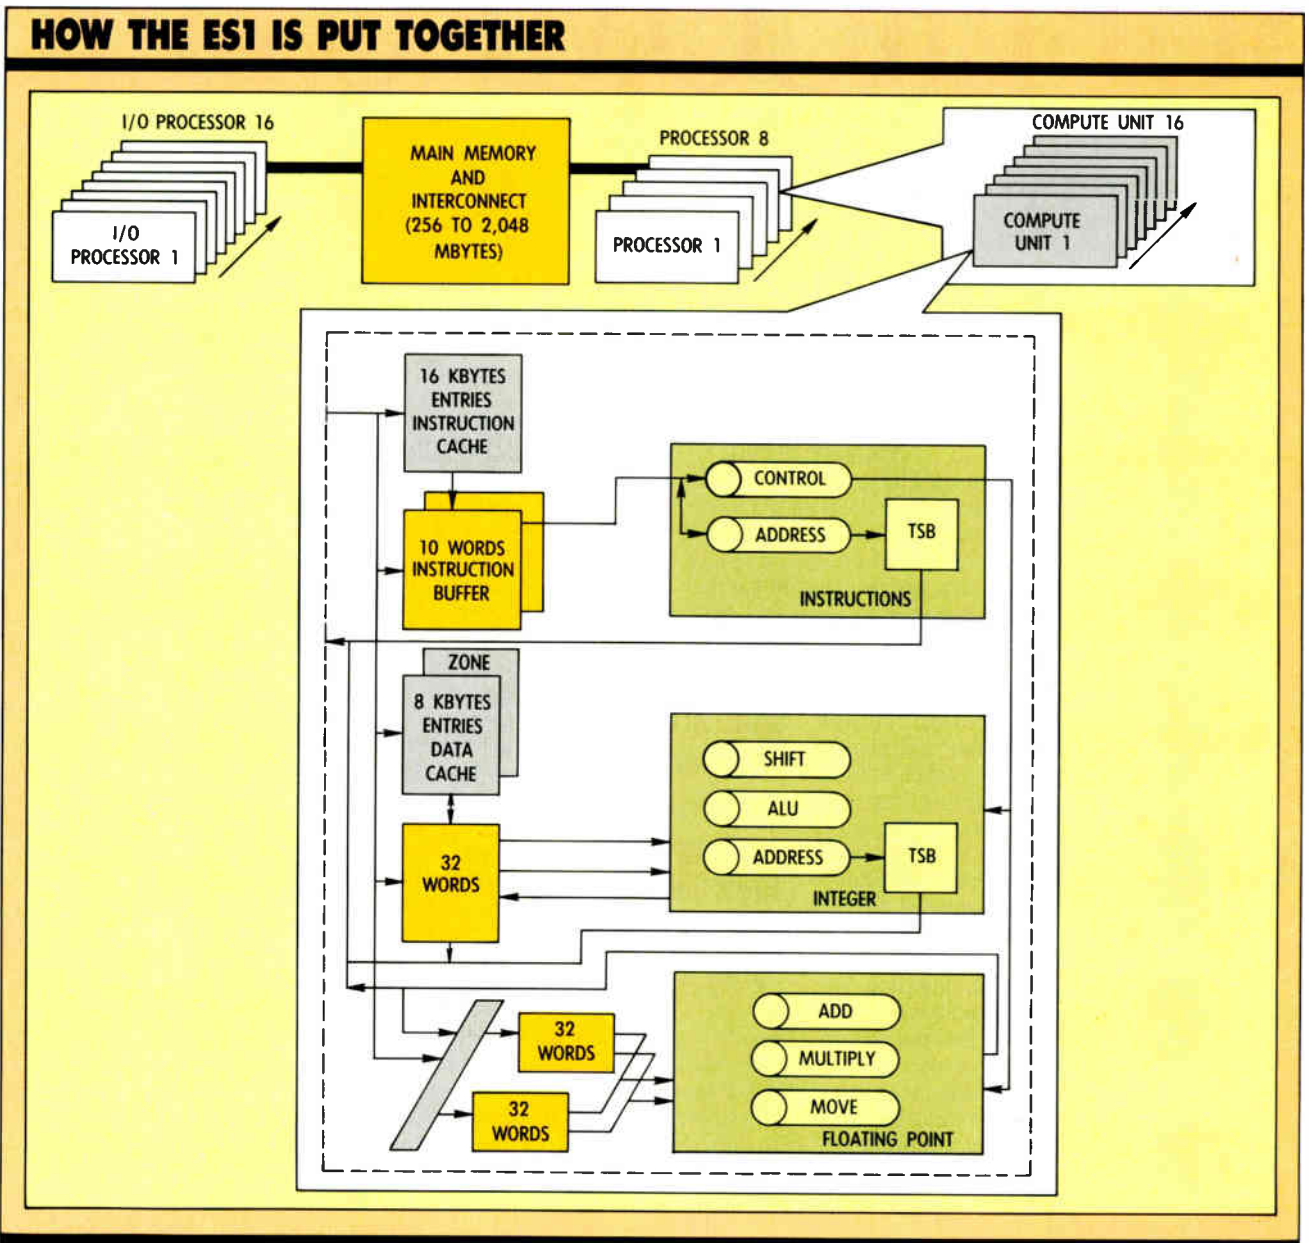 HOW THE ES1 IS PUT TOGETHER
I/O PROCESSOR 16
I/O
PROCESSOR 1
MAIN MEMORY
AND
INTERCONNECT
(256 TO 2,048
MBYTES)
PROCESSOR 8
PROCESSOR 1
COMPUTE UNIT 16
COMPUTE
UNIT 1
16 KBYTES
ENTRIES
INSTRUCTION
CACHE
10 WORDS
INSTRUCTION
BUFFER
CONTROL
ADDRESS
TSB
INSTRUCTIONS
ZONE
8 KBYTES
ENTRIES
DATA
CACHE
32
WORDS
SHIFT
ALU
ADDRESS
TSB
INTEGER
32
WORDS
32
WORDS
ADD
MULTIPLY
MOVE
FLOATING POINT